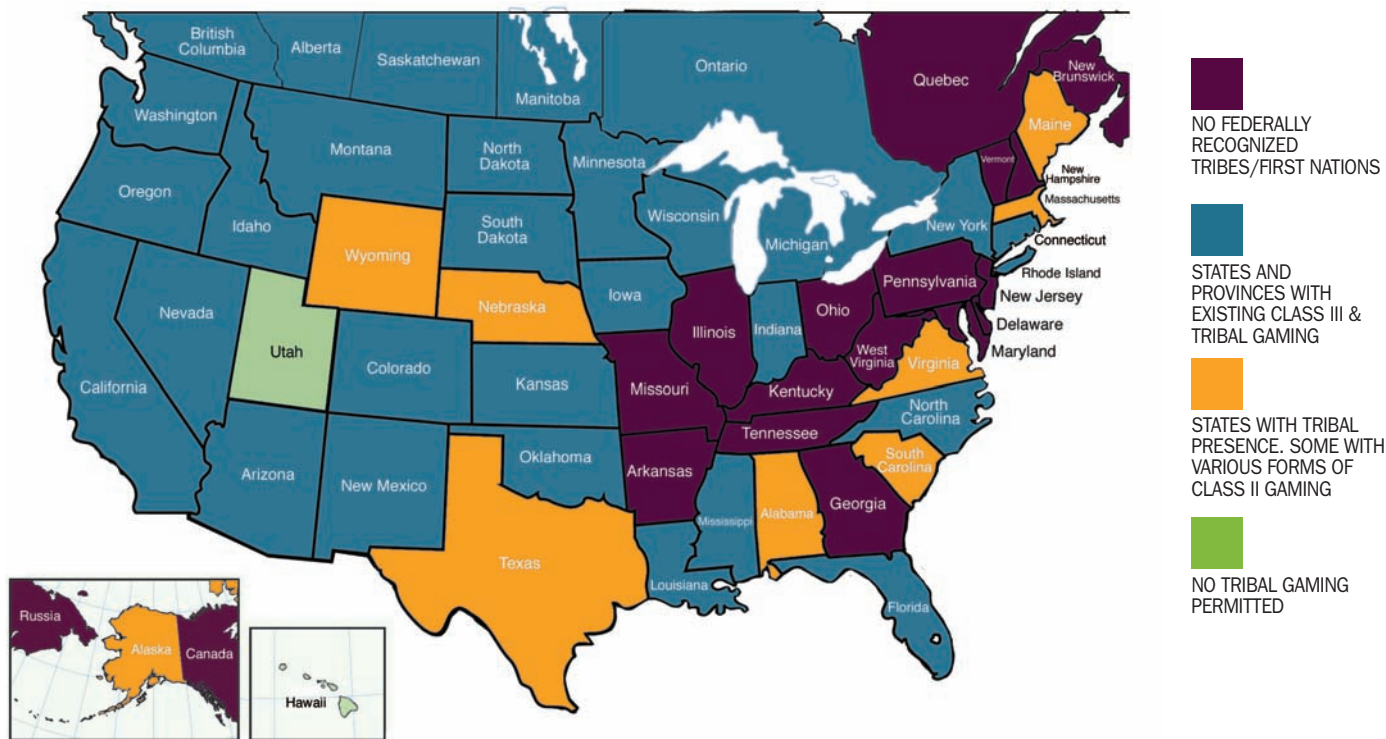 British
Columbia
Alberta
Saskatchewan
Manitoba
Ontario
Quebec
New
Brunswick
Washington
Montana
North
Dakota
Minnesota
Vermont
Maine
New
Hampshire
Massachusetts
Oregon
Idaho
South
Dakota
Wisconsin
Michigan
New York
Connecticut
Rhode Island
Wyoming
Nebraska
Iowa
Pennsylvania
New Jersey
Delaware
Maryland
Nevada
Utah
Colorado
Kansas
Illinois
Indiana
Ohio
West
Virginia
Virginia
California
Missouri
Kentucky
North
Carolina
Tennessee
Arizona
New Mexico
Oklahoma
Arkansas
South
Carolina
Mississippi
Alabama
Georgia
Texas
Louisiana
Florida
Russia
Alaska
Canada
Hawaii
NO FEDERALLY
RECOGNIZED
TRIBES/FIRST NATIONS
STATES AND
PROVINCES WITH
EXISTING CLASS III &
TRIBAL GAMING
STATES WITH TRIBAL
PRESENCE. SOME WITH
VARIOUS FORMS OF
CLASS II GAMING
NO TRIBAL GAMING
PERMITTED